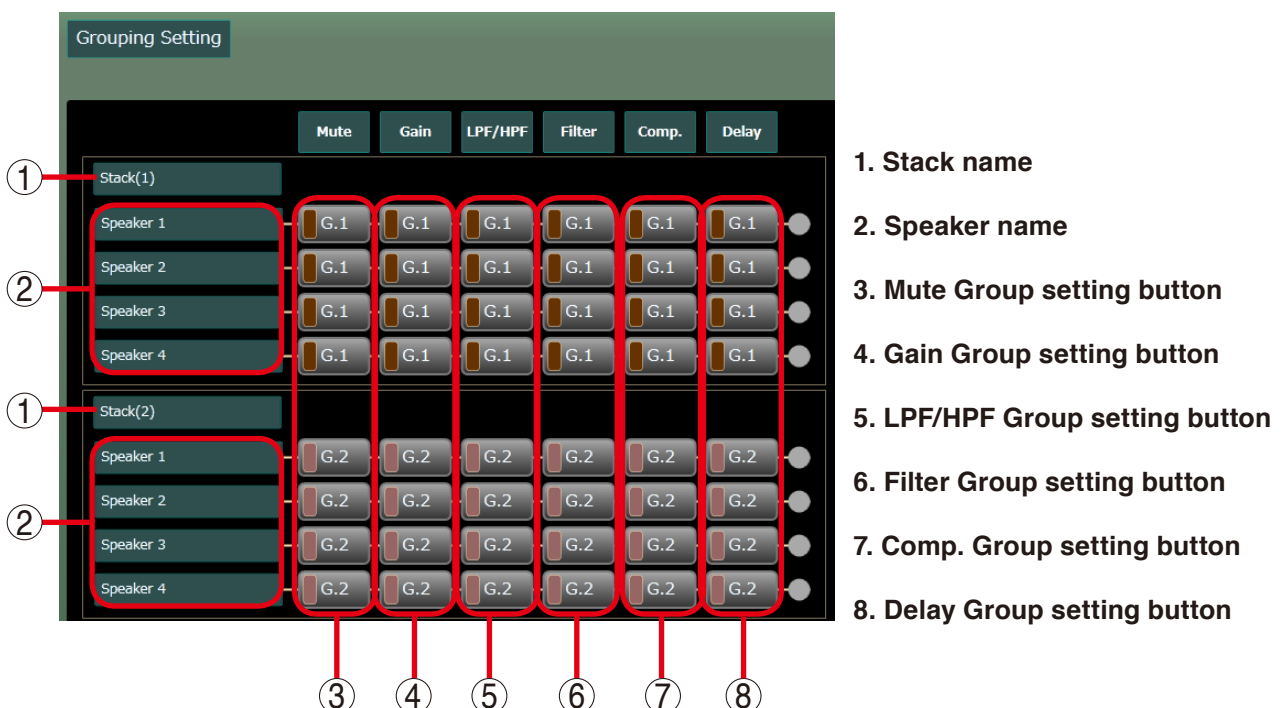 Grouping Setting
Mute Gain LPF/HPF Filter Comp. Delay
① Stack(1)
Speaker 1 G.1 G.1 G.1 G.1 G.1 G.1
Speaker 2 G.1 G.1 G.1 G.1 G.1 G.1
②
Speaker 3 G.1 G.1 G.1 G.1 G.1 G.1
Speaker 4 G.1 G.1 G.1 G.1 G.1 G.1
① Stack(2)
Speaker 1 G.2 G.2 G.2 G.2 G.2 G.2
Speaker 2 G.2 G.2 G.2 G.2 G.2 G.2
②
Speaker 3 G.2 G.2 G.2 G.2 G.2 G.2
Speaker 4 G.2 G.2 G.2 G.2 G.2 G.2
③ ④ ⑤ ⑥ ⑦ ⑧
1. Stack name
2. Speaker name
3. Mute Group setting button
4. Gain Group setting button
5. LPF/HPF Group setting button
6. Filter Group setting button
7. Comp. Group setting button
8. Delay Group setting button